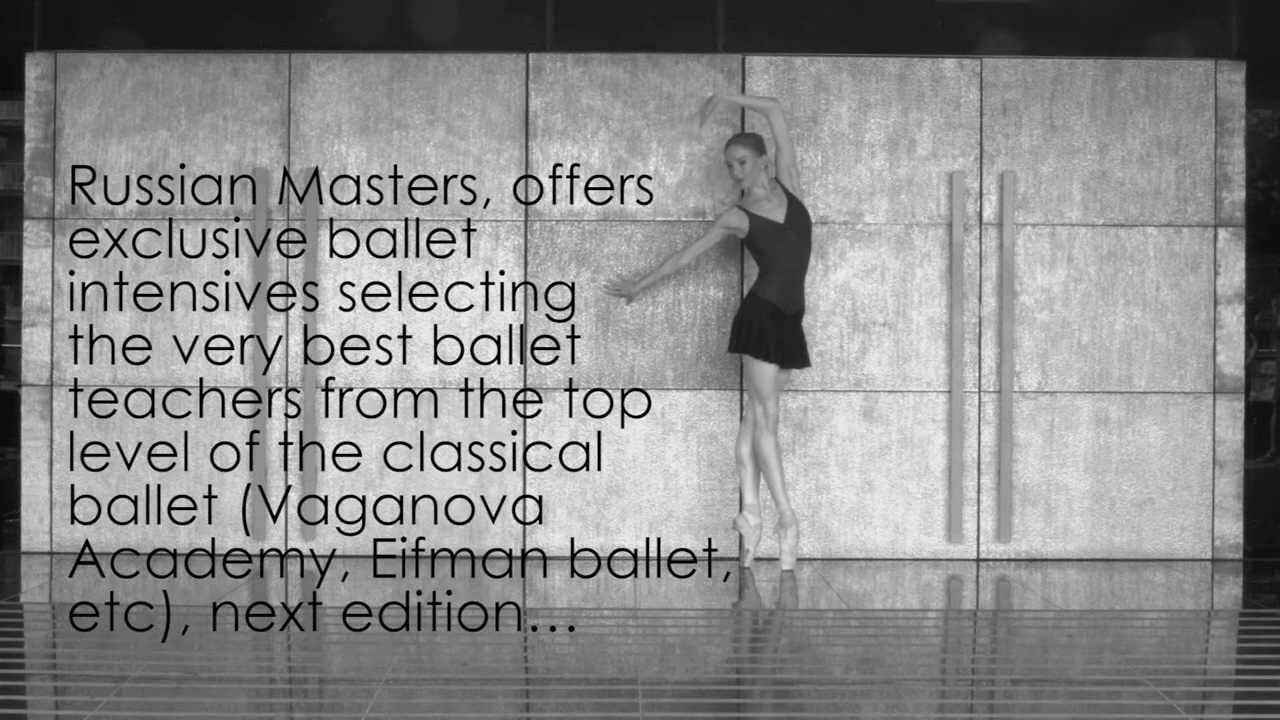 Russian Masters, offers
exclusive ballet
intensives selecting
the very best ballet
teachers from the top
level of the classical
ballet (Vaganova
Academy, Eifman ballet,
etc), next edition...